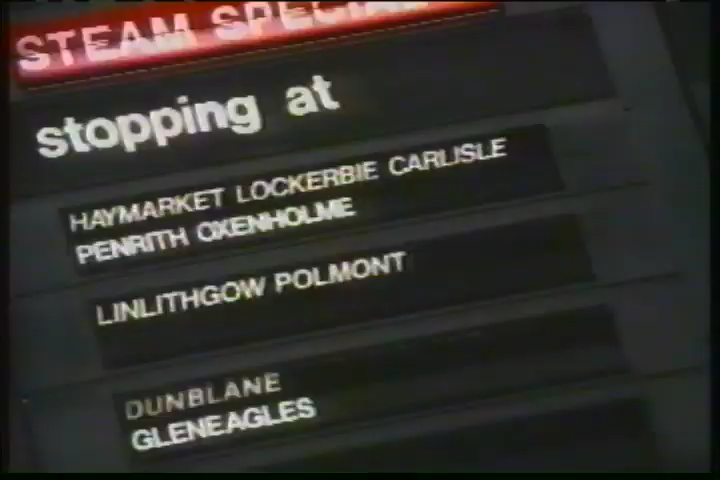 STEAM SPECIAL
stopping at
HAYMARKET LOCKERBIE CARLISLE
PENRITH OXENHOLME
LINLITHGOW POLMONT
DUNBLANE
GLENEAGLES